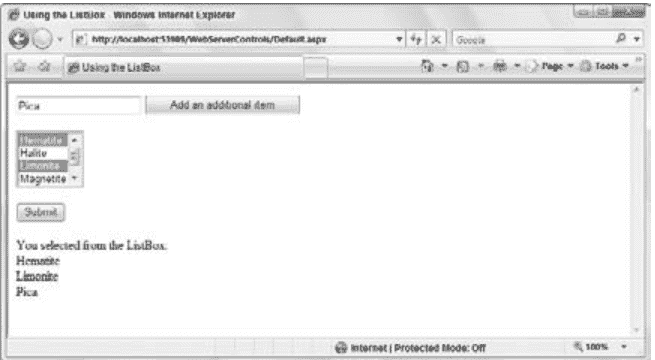 Using the ListBox - Windows Internet Explorer
http://localhost:53989/WebServerControls/Default.aspx
Google
Using the ListBox
Page
Tools
Pica
Add an additional item
Hematite
Halite
Limonite
Magnetite
Submit
You selected from the ListBox:
Hematite
Limonite
Pica
Internet | Protected Mode: Off
100%